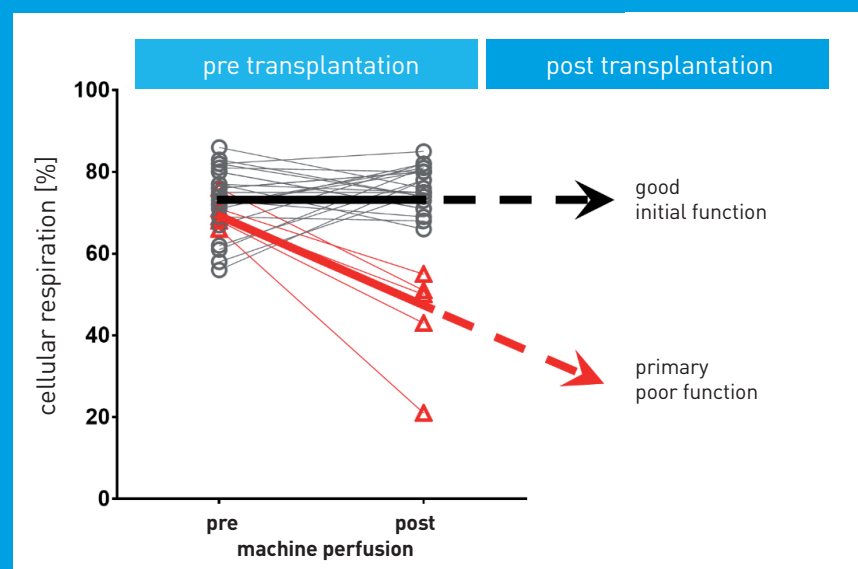 pre transplantation
post transplantation
100
80
60
40
20
0
cellular respiration [%]
good
initial function
primary
poor function
pre
post
machine perfusion